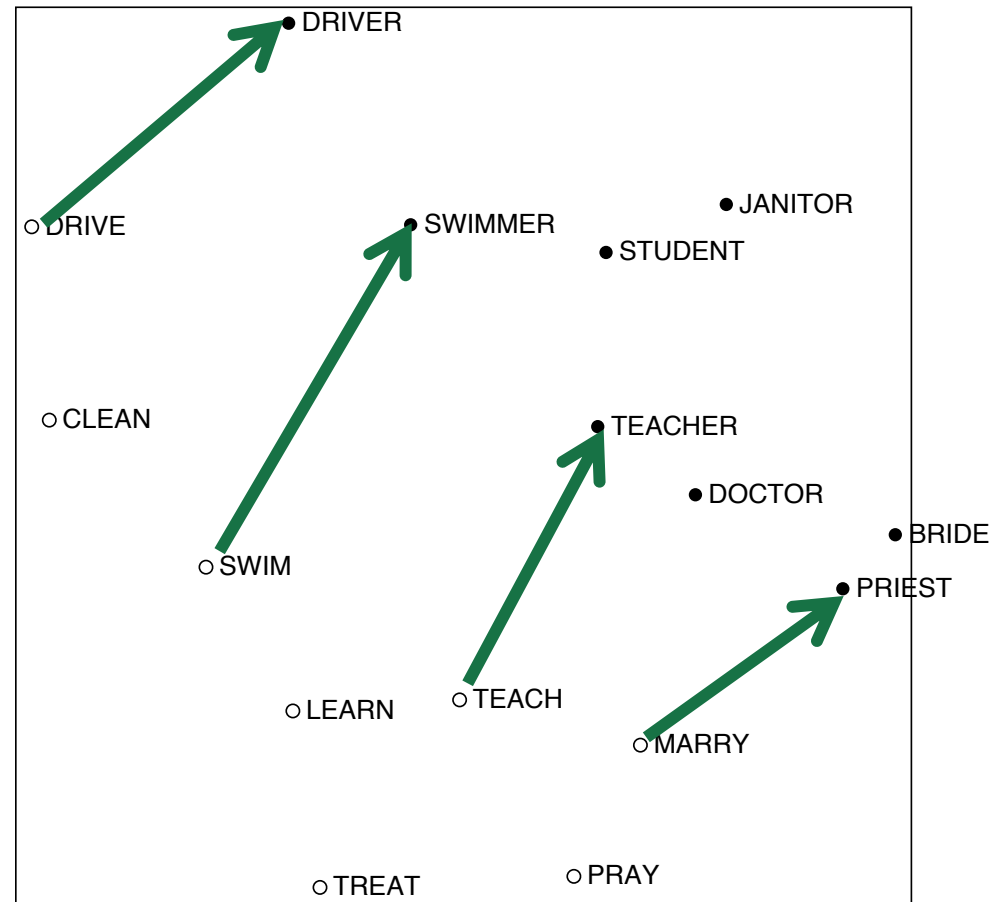 DRIVER
JANITOR
SWIMMER
DRIVE
STUDENT
CLEAN
TEACHER
DOCTOR
BRIDE
SWIM
PRIEST
TEACH
LEARN
MARRY
PRAY
TREAT